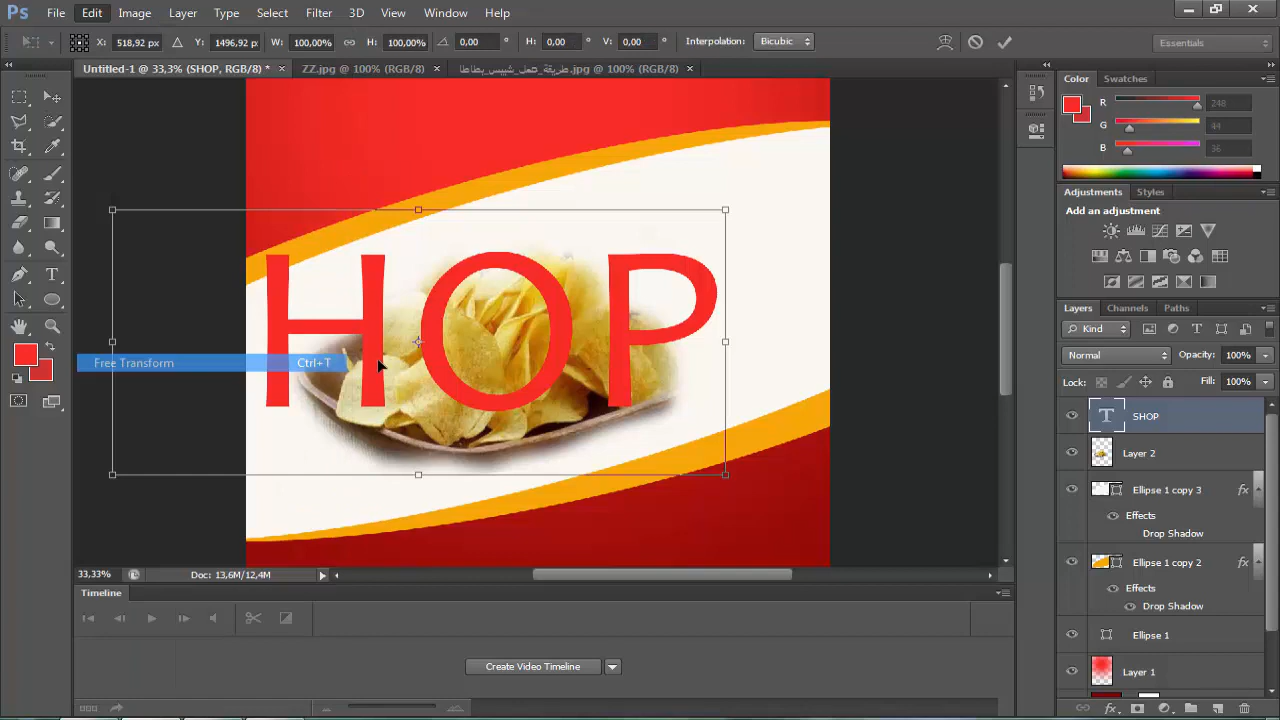 Ps File Edit Image Layer Type Select Filter 3D View Window Help
X: 518,92 px Y: 1496,92 px W: 100,00% H: 100,00% 0,00 ° H: 0,00 ° V: 0,00 ° Interpolation: Bicubic Essentials
Untitled-1 @ 33,3% (SHOP, RGB/8) * × ZZ.jpg @ 100% (RGB/8) × طريقة_عمل_شيبس_بطاطا.jpg @ 100% (RGB/8) ×
Color Swatches
R 248
G 44
B 36
Adjustments Styles
Add an adjustment
HOP
Free Transform Ctrl+T
Layers Channels Paths
Kind
Normal Opacity: 100%
Lock: Fill: 100%
T SHOP
Layer 2
Ellipse 1 copy 3 fx
Effects
Drop Shadow
Ellipse 1 copy 2 fx
Effects
Drop Shadow
Ellipse 1
Layer 1
33,33% Doc: 13,6M/12,4M
Timeline
Create Video Timeline
fx